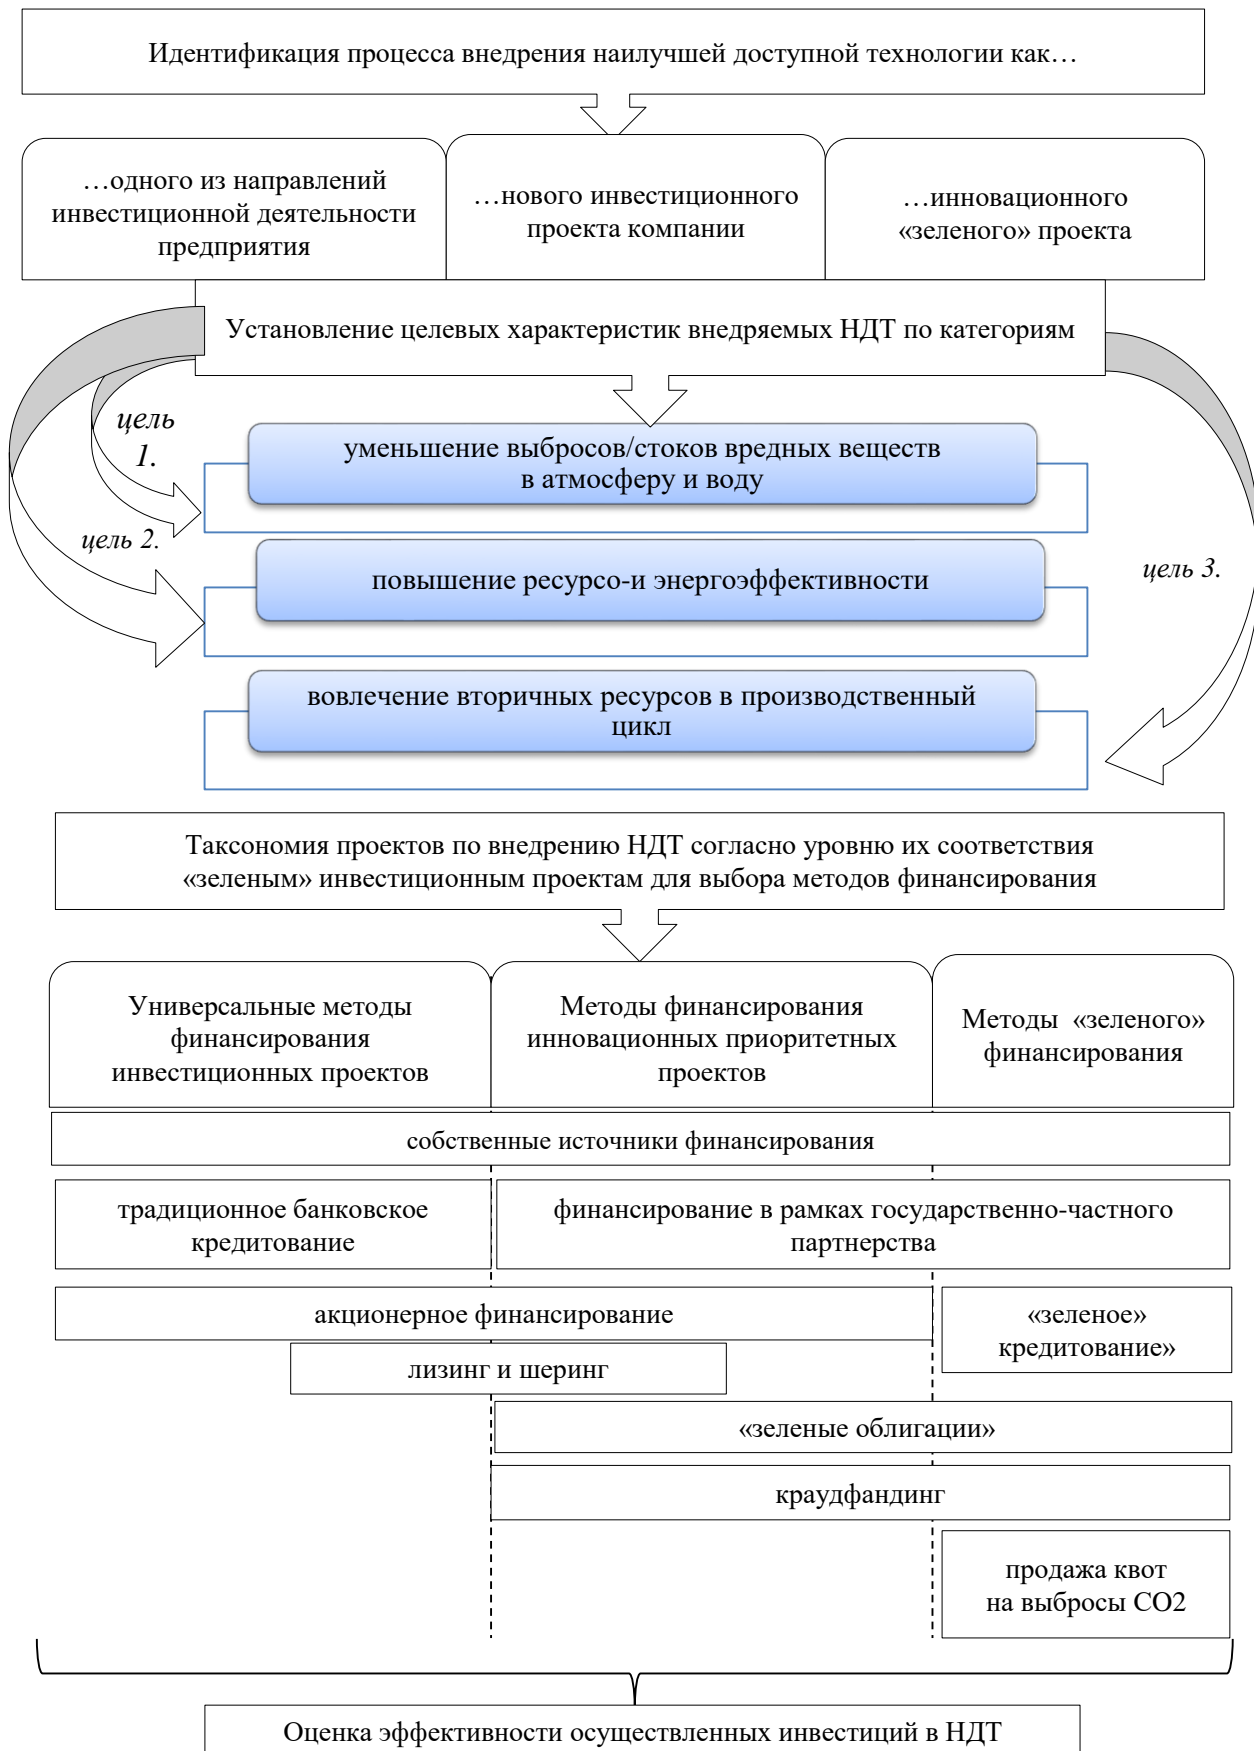 Идентификация процесса внедрения наилучшей доступной технологии как…
…одного из направлений
инвестиционной деятельности
предприятия
…нового инвестиционного
проекта компании
…инновационного
«зеленого» проекта
Установление целевых характеристик внедряемых НДТ по категориям
цель
1.
уменьшение выбросов/стоков вредных веществ
в атмосферу и воду
цель 2.
повышение ресурсо-и энергоэффективности
цель 3.
вовлечение вторичных ресурсов в производственный
цикл
Таксономия проектов по внедрению НДТ согласно уровню их соответствия
«зеленым» инвестиционным проектам для выбора методов финансирования
Универсальные методы
финансирования
инвестиционных проектов
Методы финансирования
инновационных приоритетных
проектов
Методы «зеленого»
финансирования
собственные источники финансирования
традиционное банковское
кредитование
финансирование в рамках государственно-частного
партнерства
акционерное финансирование
«зеленое»
кредитование»
лизинг и шеринг
«зеленые облигации»
краудфандинг
продажа квот
на выбросы СО2
Оценка эффективности осуществленных инвестиций в НДТ